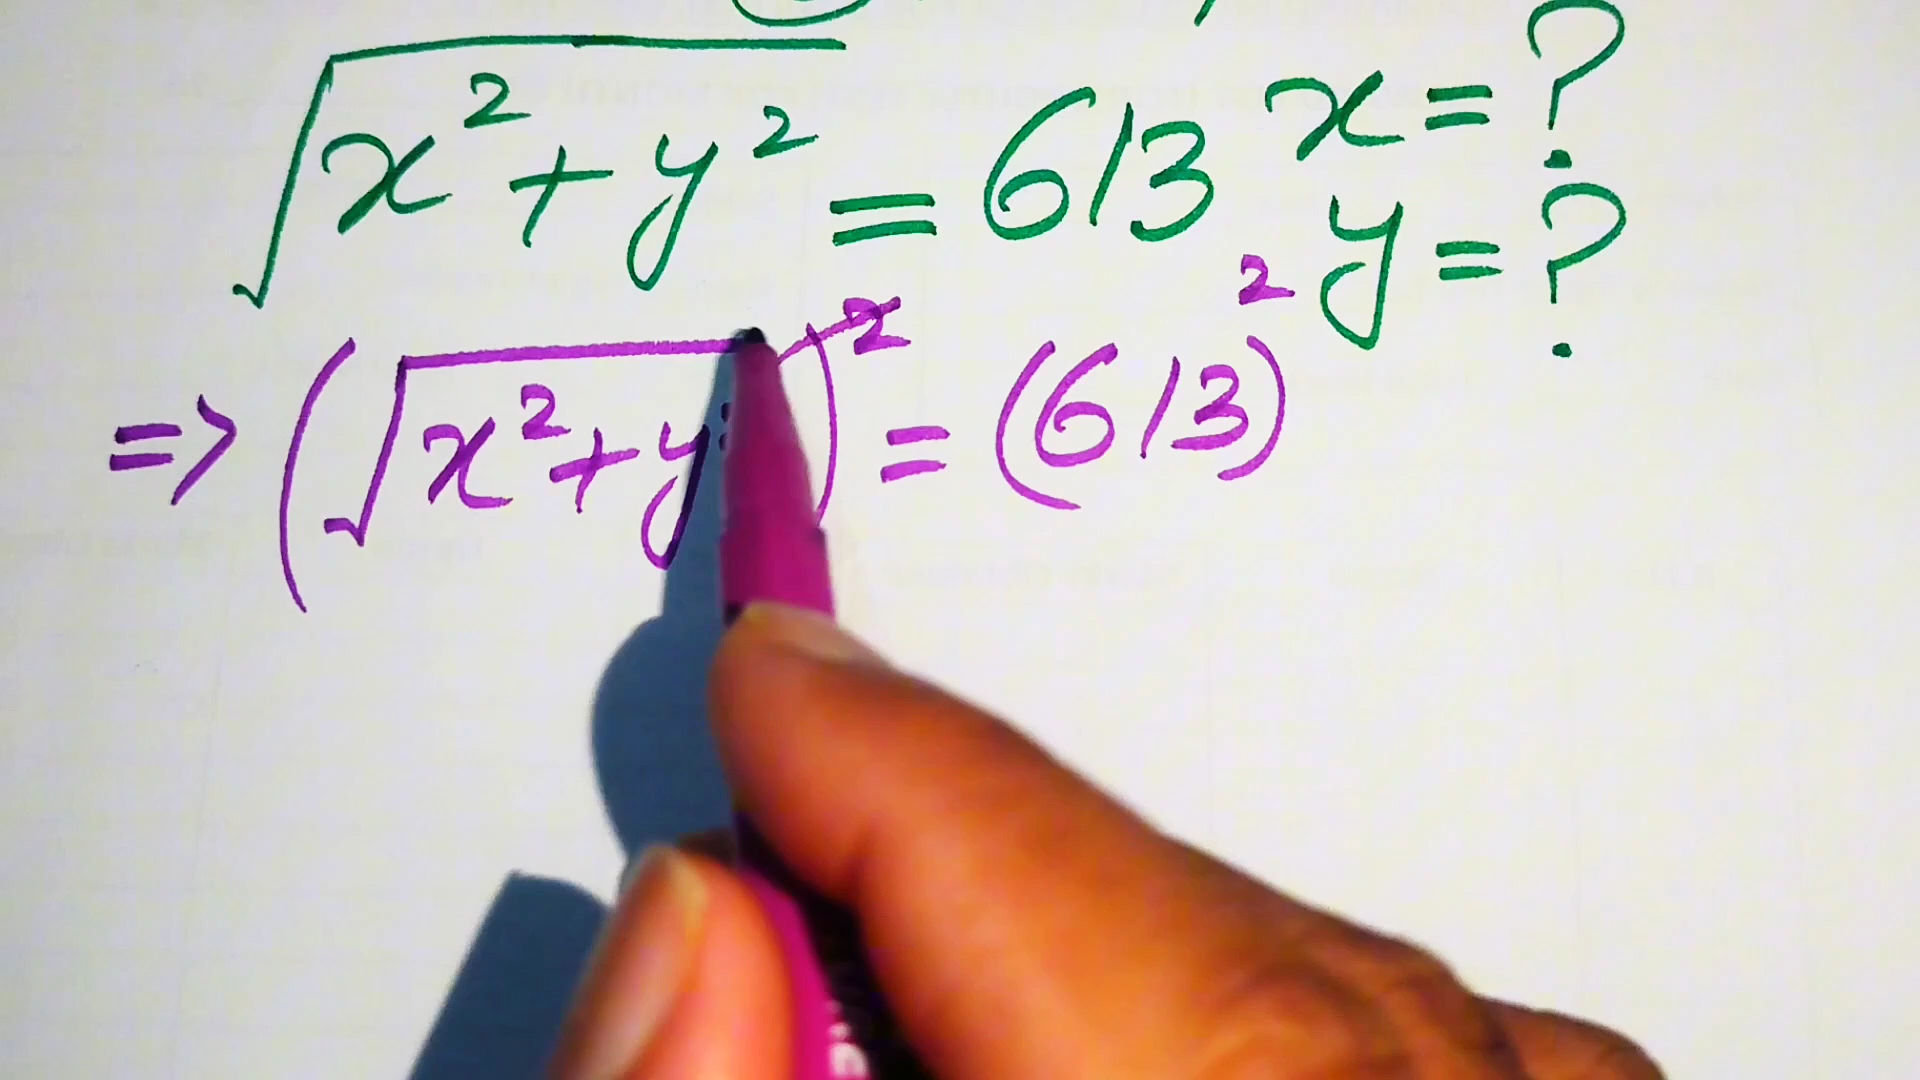 √(x² + y²) = 613 x = ?
y = ?
=> (√(x² + y²))² = (613)²